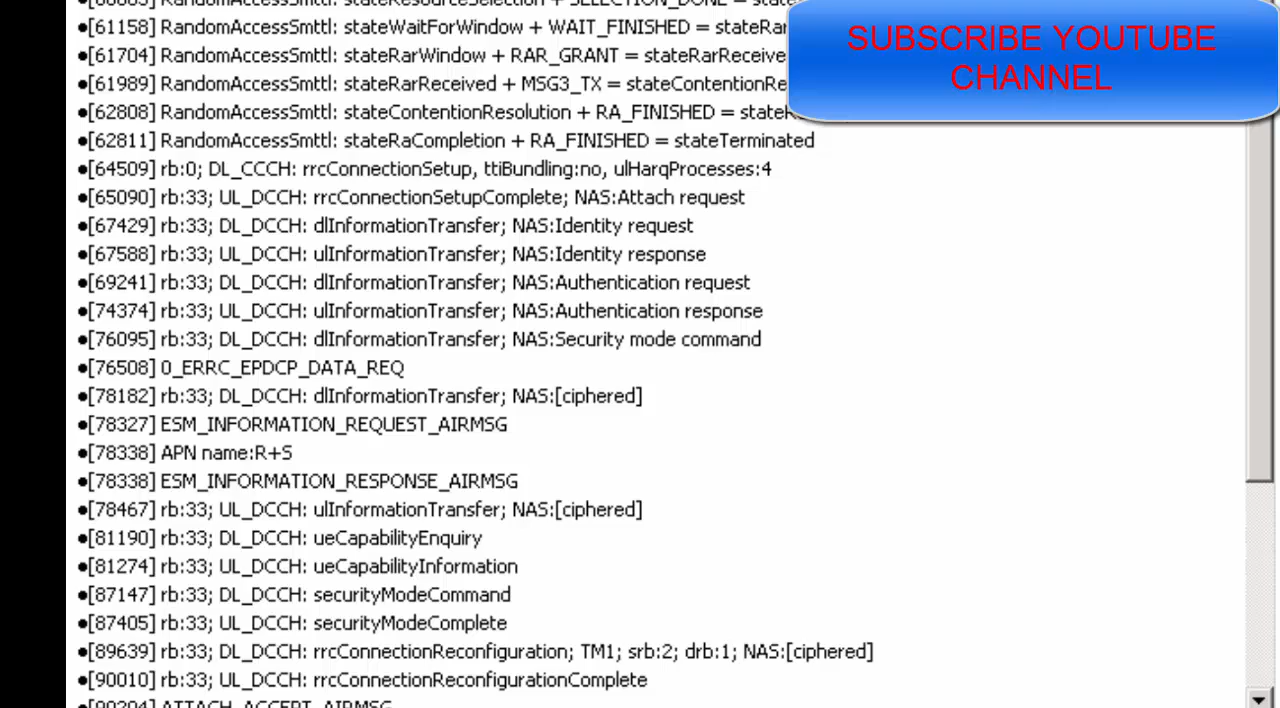 SUBSCRIBE YOUTUBE
CHANNEL
●[61158] RandomAccessSmttl: stateWaitForWindow + WAIT_FINISHED = stateRar
●[61704] RandomAccessSmttl: stateRarWindow + RAR_GRANT = stateRarReceive
●[61989] RandomAccessSmttl: stateRarReceived + MSG3_TX = stateContentionRe
●[62808] RandomAccessSmttl: stateContentionResolution + RA_FINISHED = state
●[62811] RandomAccessSmttl: stateRaCompletion + RA_FINISHED = stateTerminated
●[64509] rb:0; DL_CCCH: rrcConnectionSetup, ttiBundling:no, ulHarqProcesses:4
●[65090] rb:33; UL_DCCH: rrcConnectionSetupComplete; NAS:Attach request
●[67429] rb:33; DL_DCCH: dlInformationTransfer; NAS:Identity request
●[67588] rb:33; UL_DCCH: ulInformationTransfer; NAS:Identity response
●[69241] rb:33; DL_DCCH: dlInformationTransfer; NAS:Authentication request
●[74374] rb:33; UL_DCCH: ulInformationTransfer; NAS:Authentication response
●[76095] rb:33; DL_DCCH: dlInformationTransfer; NAS:Security mode command
●[76508] 0_ERRC_EPDCP_DATA_REQ
●[78182] rb:33; DL_DCCH: dlInformationTransfer; NAS:[ciphered]
●[78327] ESM_INFORMATION_REQUEST_AIRMSG
●[78338] APN name:R+S
●[78338] ESM_INFORMATION_RESPONSE_AIRMSG
●[78467] rb:33; UL_DCCH: ulInformationTransfer; NAS:[ciphered]
●[81190] rb:33; DL_DCCH: ueCapabilityEnquiry
●[81274] rb:33; UL_DCCH: ueCapabilityInformation
●[87147] rb:33; DL_DCCH: securityModeCommand
●[87405] rb:33; UL_DCCH: securityModeComplete
●[89639] rb:33; DL_DCCH: rrcConnectionReconfiguration; TM1; srb:2; drb:1; NAS:[ciphered]
●[90010] rb:33; UL_DCCH: rrcConnectionReconfigurationComplete
●[90204] ATTACH_ACCEPT_AIRMSG